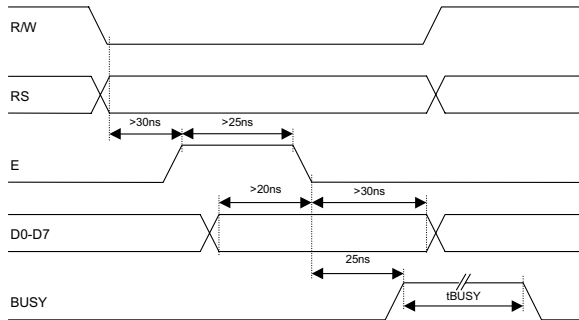 R/W
RS
>30ns >25ns
E
>20ns >30ns
D0-D7
25ns
BUSY tBUSY